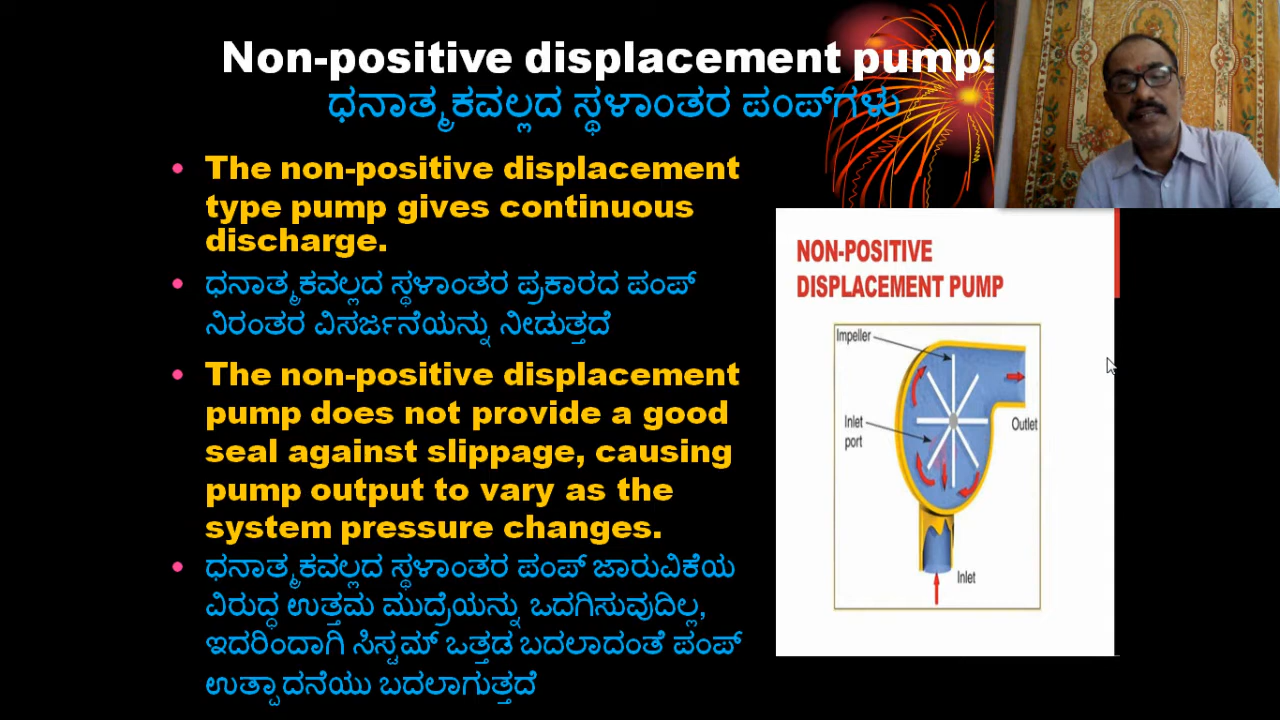 Non-positive displacement pumps
ಧನಾತ್ಮಕವಲ್ಲದ ಸ್ಥಳಾಂತರ ಪಂಪ್‌ಗಳು
• The non-positive displacement
type pump gives continuous
discharge.
• ಧನಾತ್ಮಕವಲ್ಲದ ಸ್ಥಳಾಂತರ ಪ್ರಕಾರದ ಪಂಪ್
ನಿರಂತರ ವಿಸರ್ಜನೆಯನ್ನು ನೀಡುತ್ತದೆ
• The non-positive displacement
pump does not provide a good
seal against slippage, causing
pump output to vary as the
system pressure changes.
• ಧನಾತ್ಮಕವಲ್ಲದ ಸ್ಥಳಾಂತರ ಪಂಪ್ ಜಾರುವಿಕೆಯ
ವಿರುದ್ಧ ಉತ್ತಮ ಮುದ್ರೆಯನ್ನು ಒದಗಿಸುವುದಿಲ್ಲ,
ಇದರಿಂದಾಗಿ ಸಿಸ್ಟಮ್ ಒತ್ತಡ ಬದಲಾದಂತೆ ಪಂಪ್
ಉತ್ಪಾದನೆಯು ಬದಲಾಗುತ್ತದೆ
NON-POSITIVE
DISPLACEMENT PUMP
Impeller
Inlet
port
Outlet
Inlet